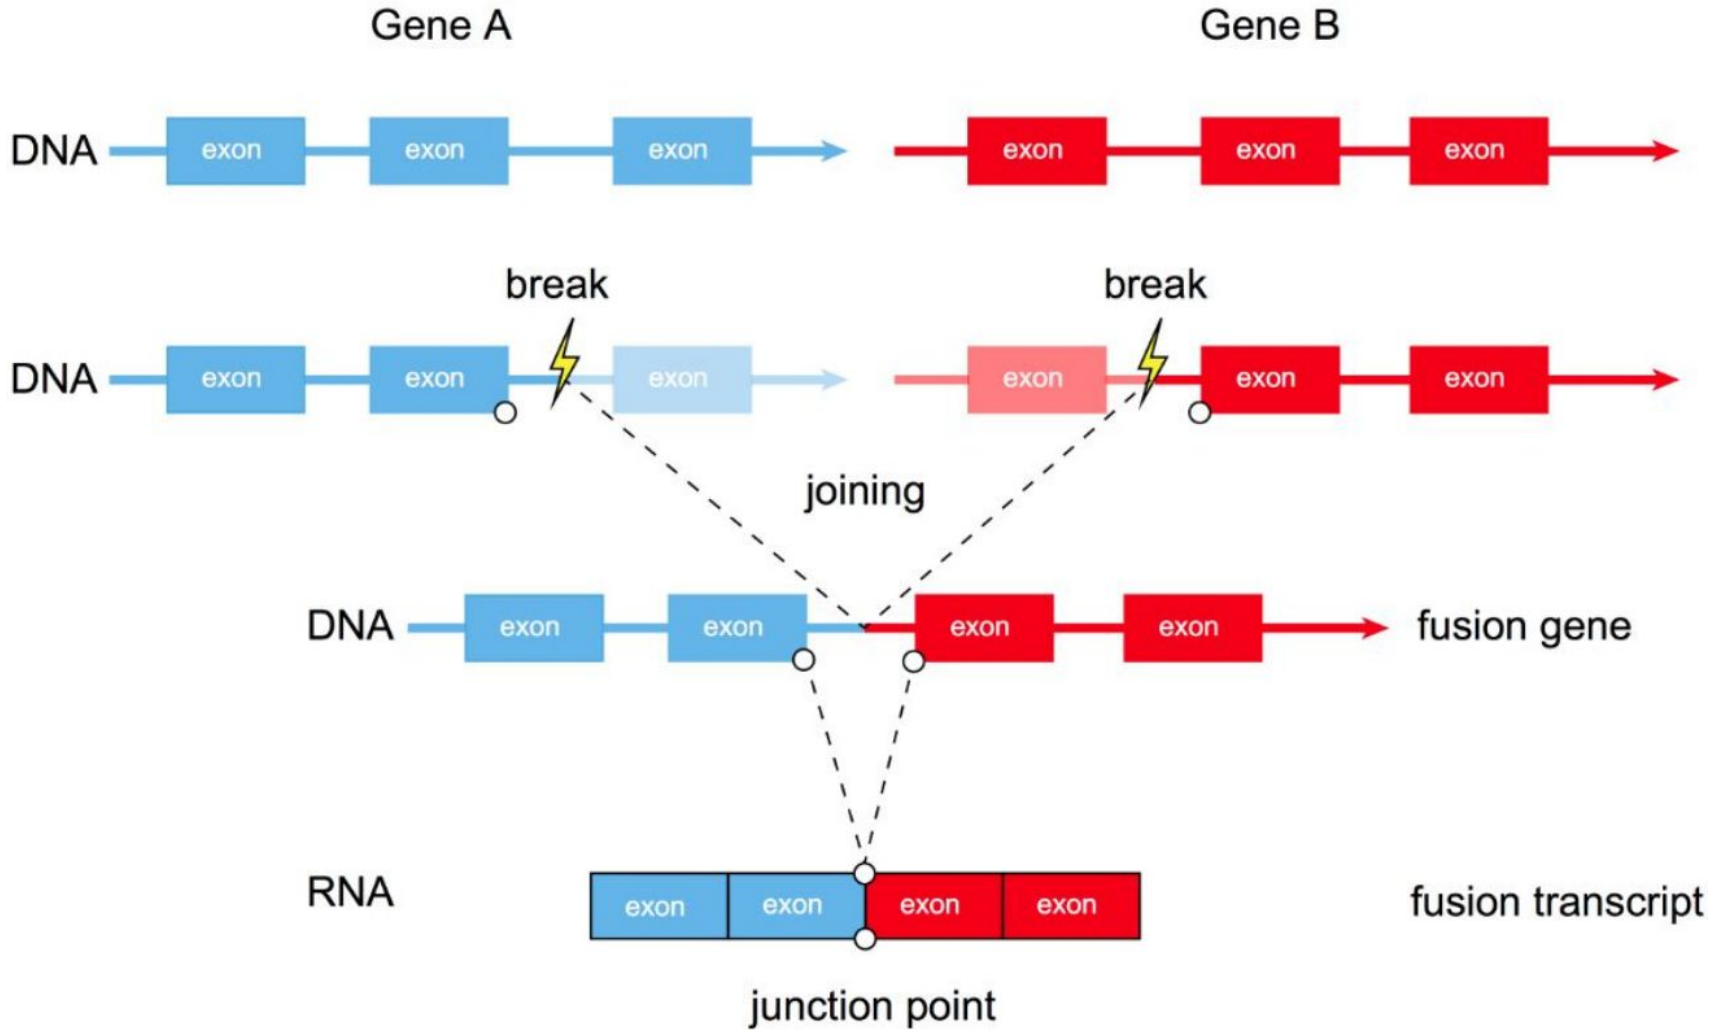 Gene A
Gene B
DNA exon exon exon exon exon exon
break break
DNA exon exon exon exon exon exon
joining
DNA exon exon exon exon fusion gene
RNA exon exon exon exon fusion transcript
junction point